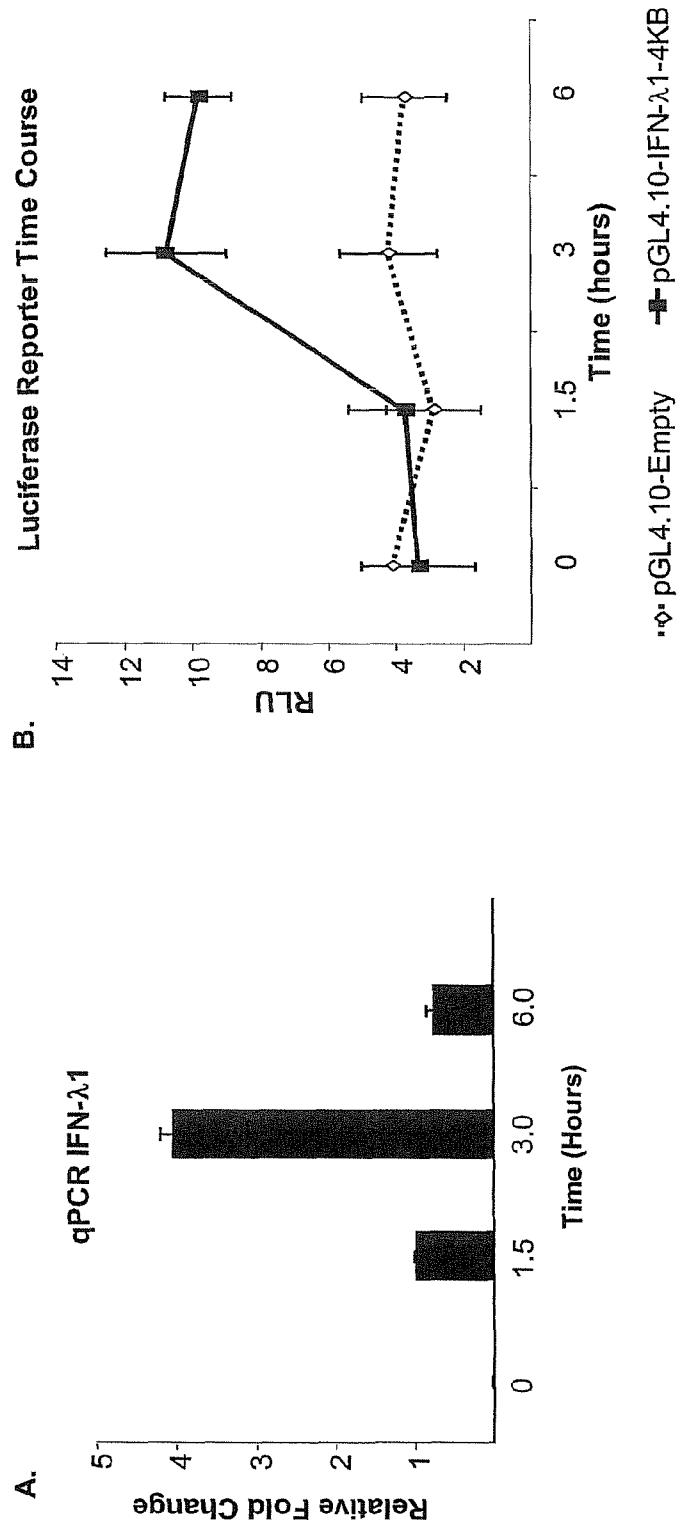 A.
qPCR IFN-λ1
Relative Fold Change
5
4
3
2
1
0
1.5
3.0
6.0
Time (Hours)
B.
Luciferase Reporter Time Course
RLU
14
12
10
8
6
4
2
0
1.5
3
6
Time (hours)
pGL4.10-Empty
pGL4.10-IFN-λ1-4KB